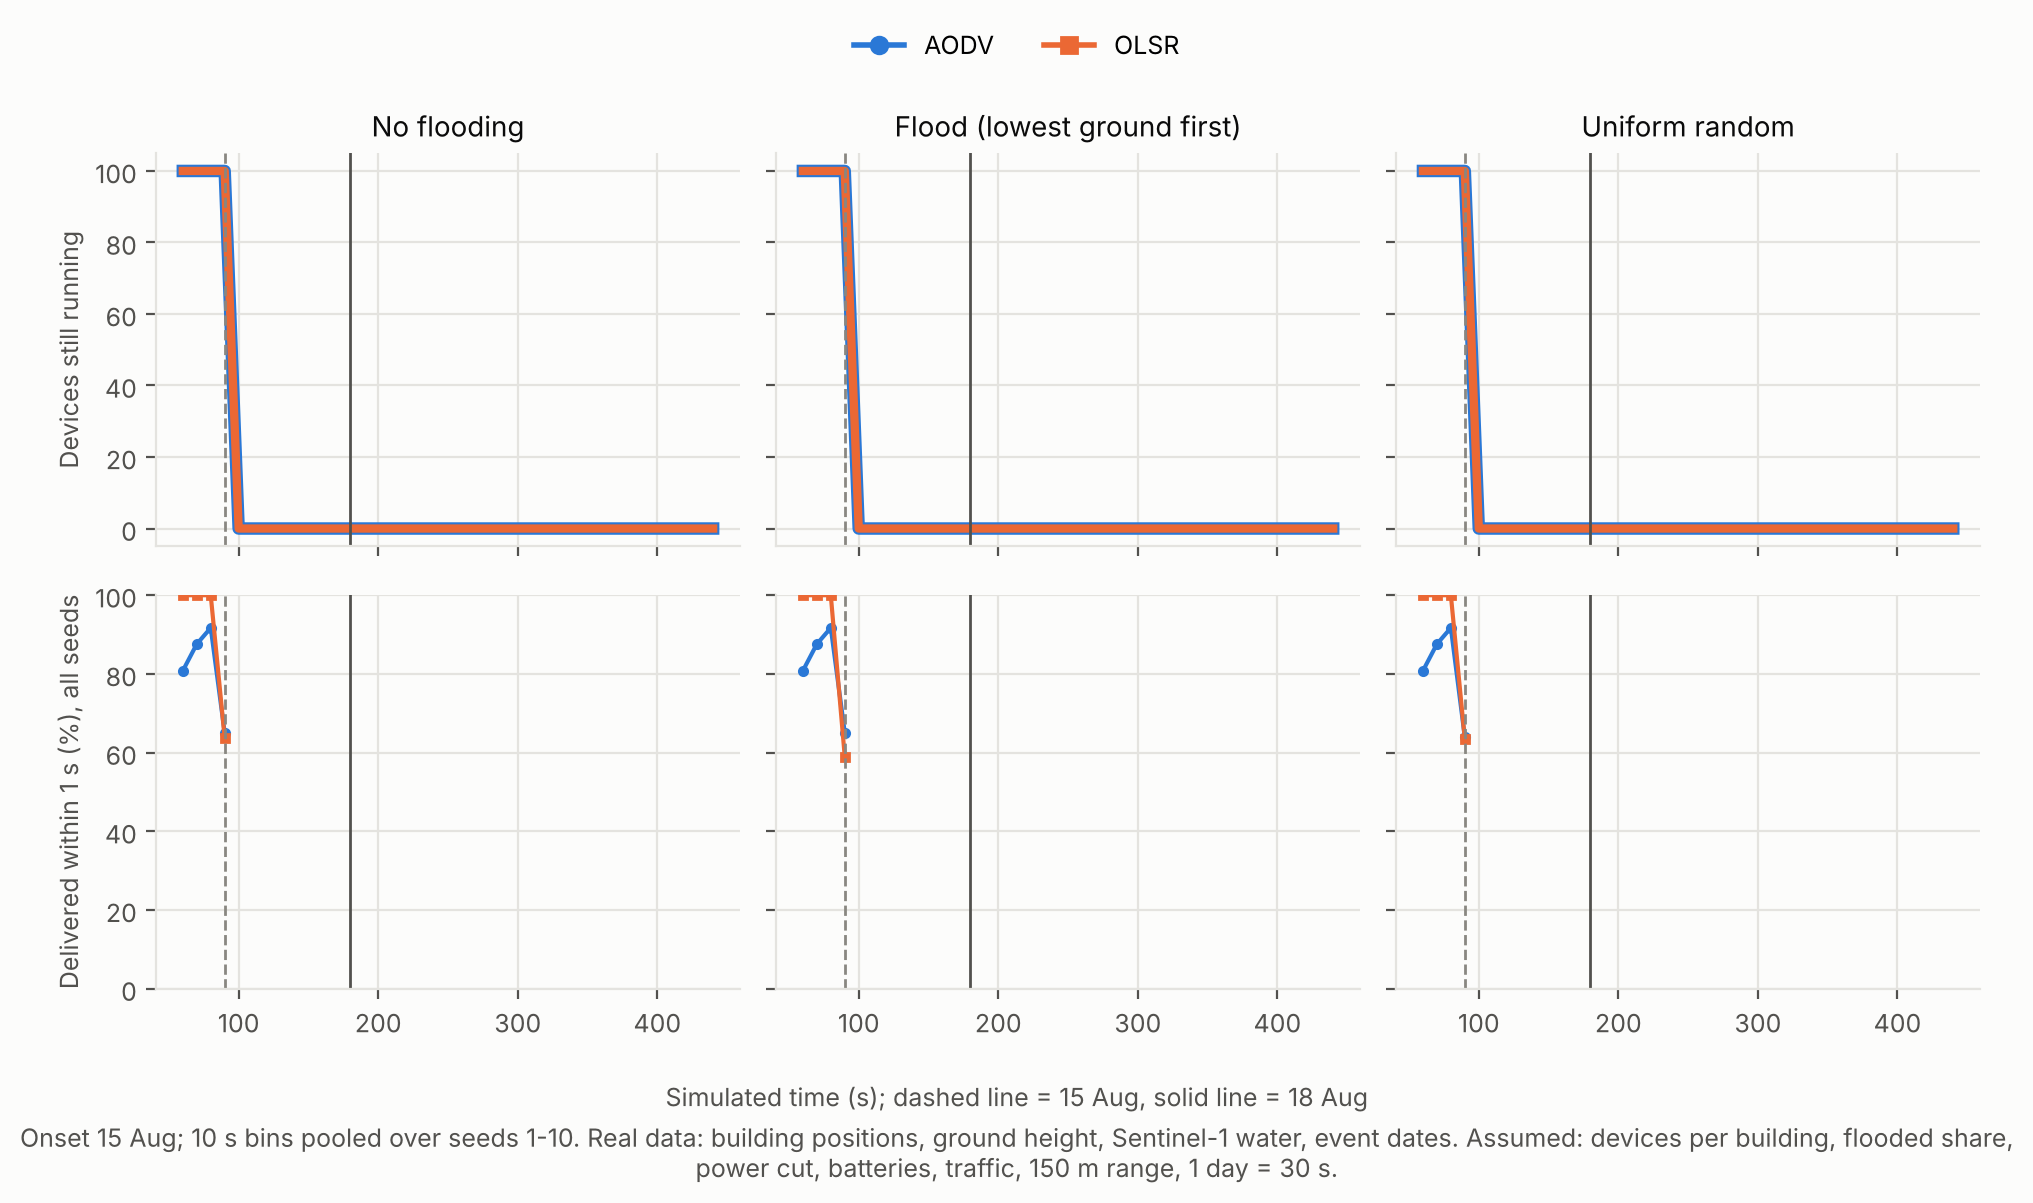 AODV OLSR
No flooding Flood (lowest ground first) Uniform random
Devices still running
100
80
60
40
20
0
Delivered within 1 s (%), all seeds
100
80
60
40
20
0
100 200 300 400 100 200 300 400 100 200 300 400
Simulated time (s); dashed line = 15 Aug, solid line = 18 Aug
Onset 15 Aug; 10 s bins pooled over seeds 1-10. Real data: building positions, ground height, Sentinel-1 water, event dates. Assumed: devices per building, flooded share,
power cut, batteries, traffic, 150 m range, 1 day = 30 s.